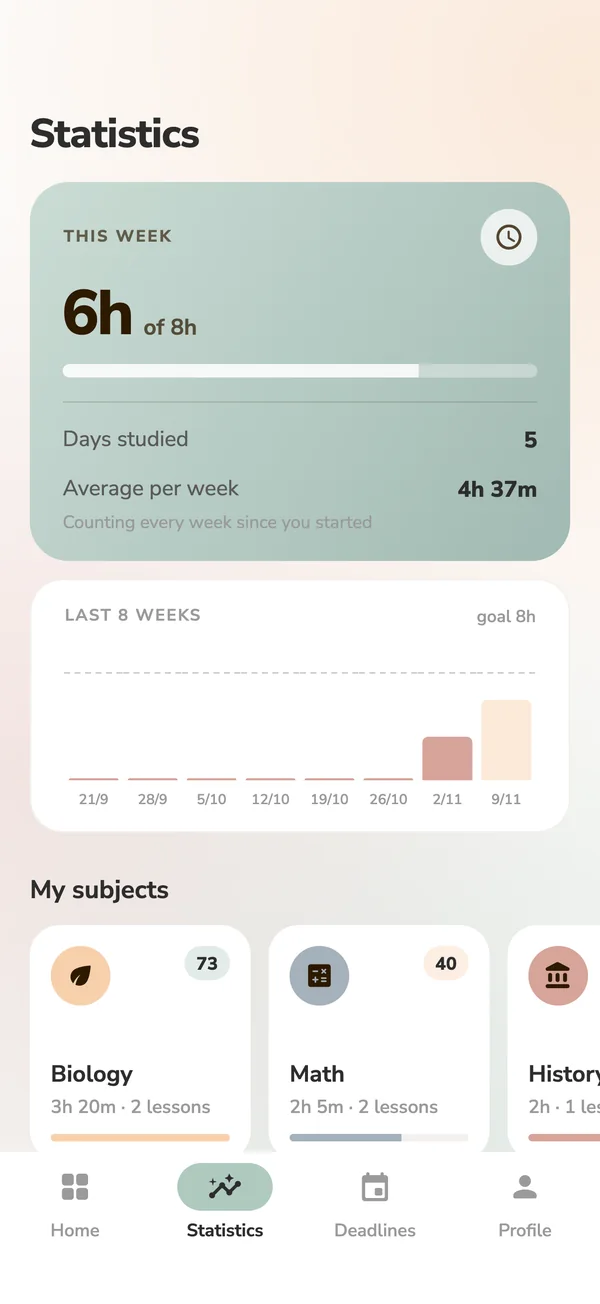 Statistics
THIS WEEK
6h of 8h
Days studied 5
Average per week 4h 37m
Counting every week since you started
LAST 8 WEEKS goal 8h
21/9 28/9 5/10 12/10 19/10 26/10 2/11 9/11
My subjects
73 40
Biology Math History
3h 20m · 2 lessons 2h 5m · 2 lessons 2h · 1 les
Home Statistics Deadlines Profile